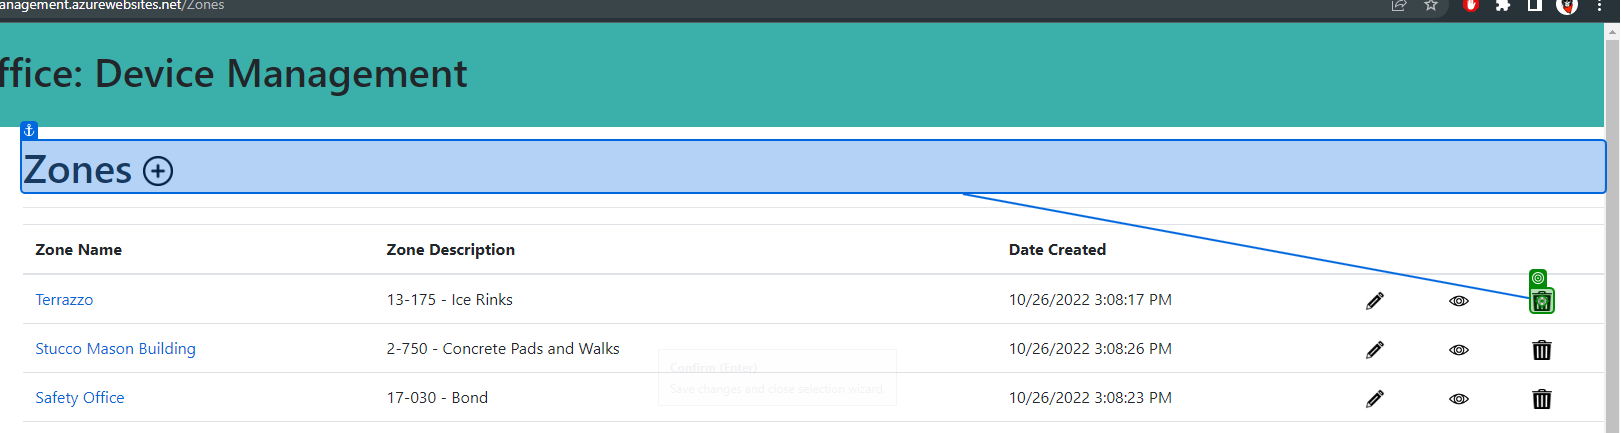 anagement.azurewebsites.net/Zones
ffice: Device Management
Zones
Zone Name Zone Description Date Created
Terrazzo 13-175 - Ice Rinks 10/26/2022 3:08:17 PM
Stucco Mason Building 2-750 - Concrete Pads and Walks 10/26/2022 3:08:26 PM
Confirm (Enter)
Save changes and close selection wizard.
Safety Office 17-030 - Bond 10/26/2022 3:08:23 PM